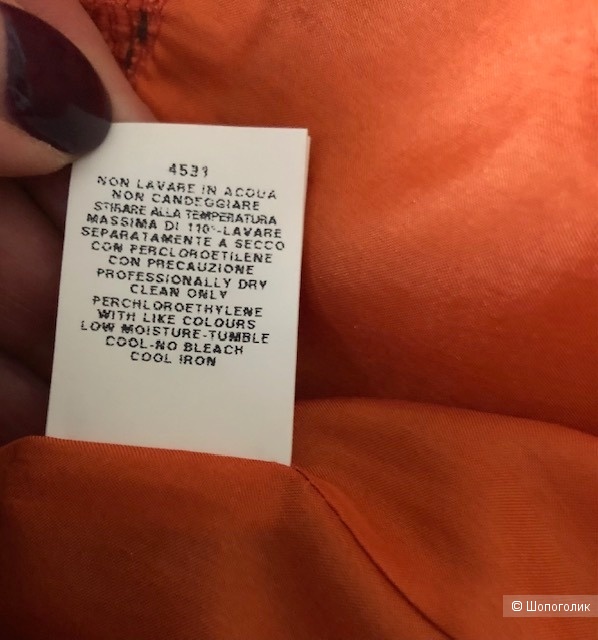 4531
NON LAVARE IN ACQUA
NON CANDEGGIARE
STIRARE ALLA TEMPERATURA
MASSIMA DI 110°-LAVARE
SEPARATAMENTE A SECCO
CON PERCLOROETILENE
CON PRECAUZIONE
PROFESSIONALLY DRY
CLEAN ONLY
PERCHLOROETHYLENE
WITH LIKE COLOURS
LOW MOISTURE-TUMBLE
COOL-NO BLEACH
COOL IRON
© Шопоголик